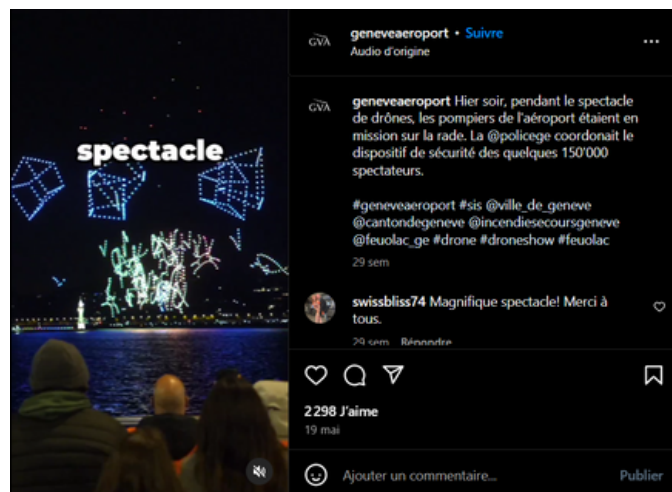 spectacle
GVA
geneveaeroport • Suivre
Audio d'origine
GVA
geneveaeroport Hier soir, pendant le spectacle
de drônes, les pompiers de l'aéroport étaient en
mission sur la rade. La @policege coordonait le
dispositif de sécurité des quelques 150'000
spectateurs.
#geneveaeroport #sis @ville_de_geneve
@cantondegeneve @incendiesecoursgeneve
@feuolac_ge #drone #droneshow #feuolac
29 sem
swissbliss74 Magnifique spectacle! Merci à
tous.
29 sem Répondre
2 298 J'aime
19 mai
Ajouter un commentaire...
Publier